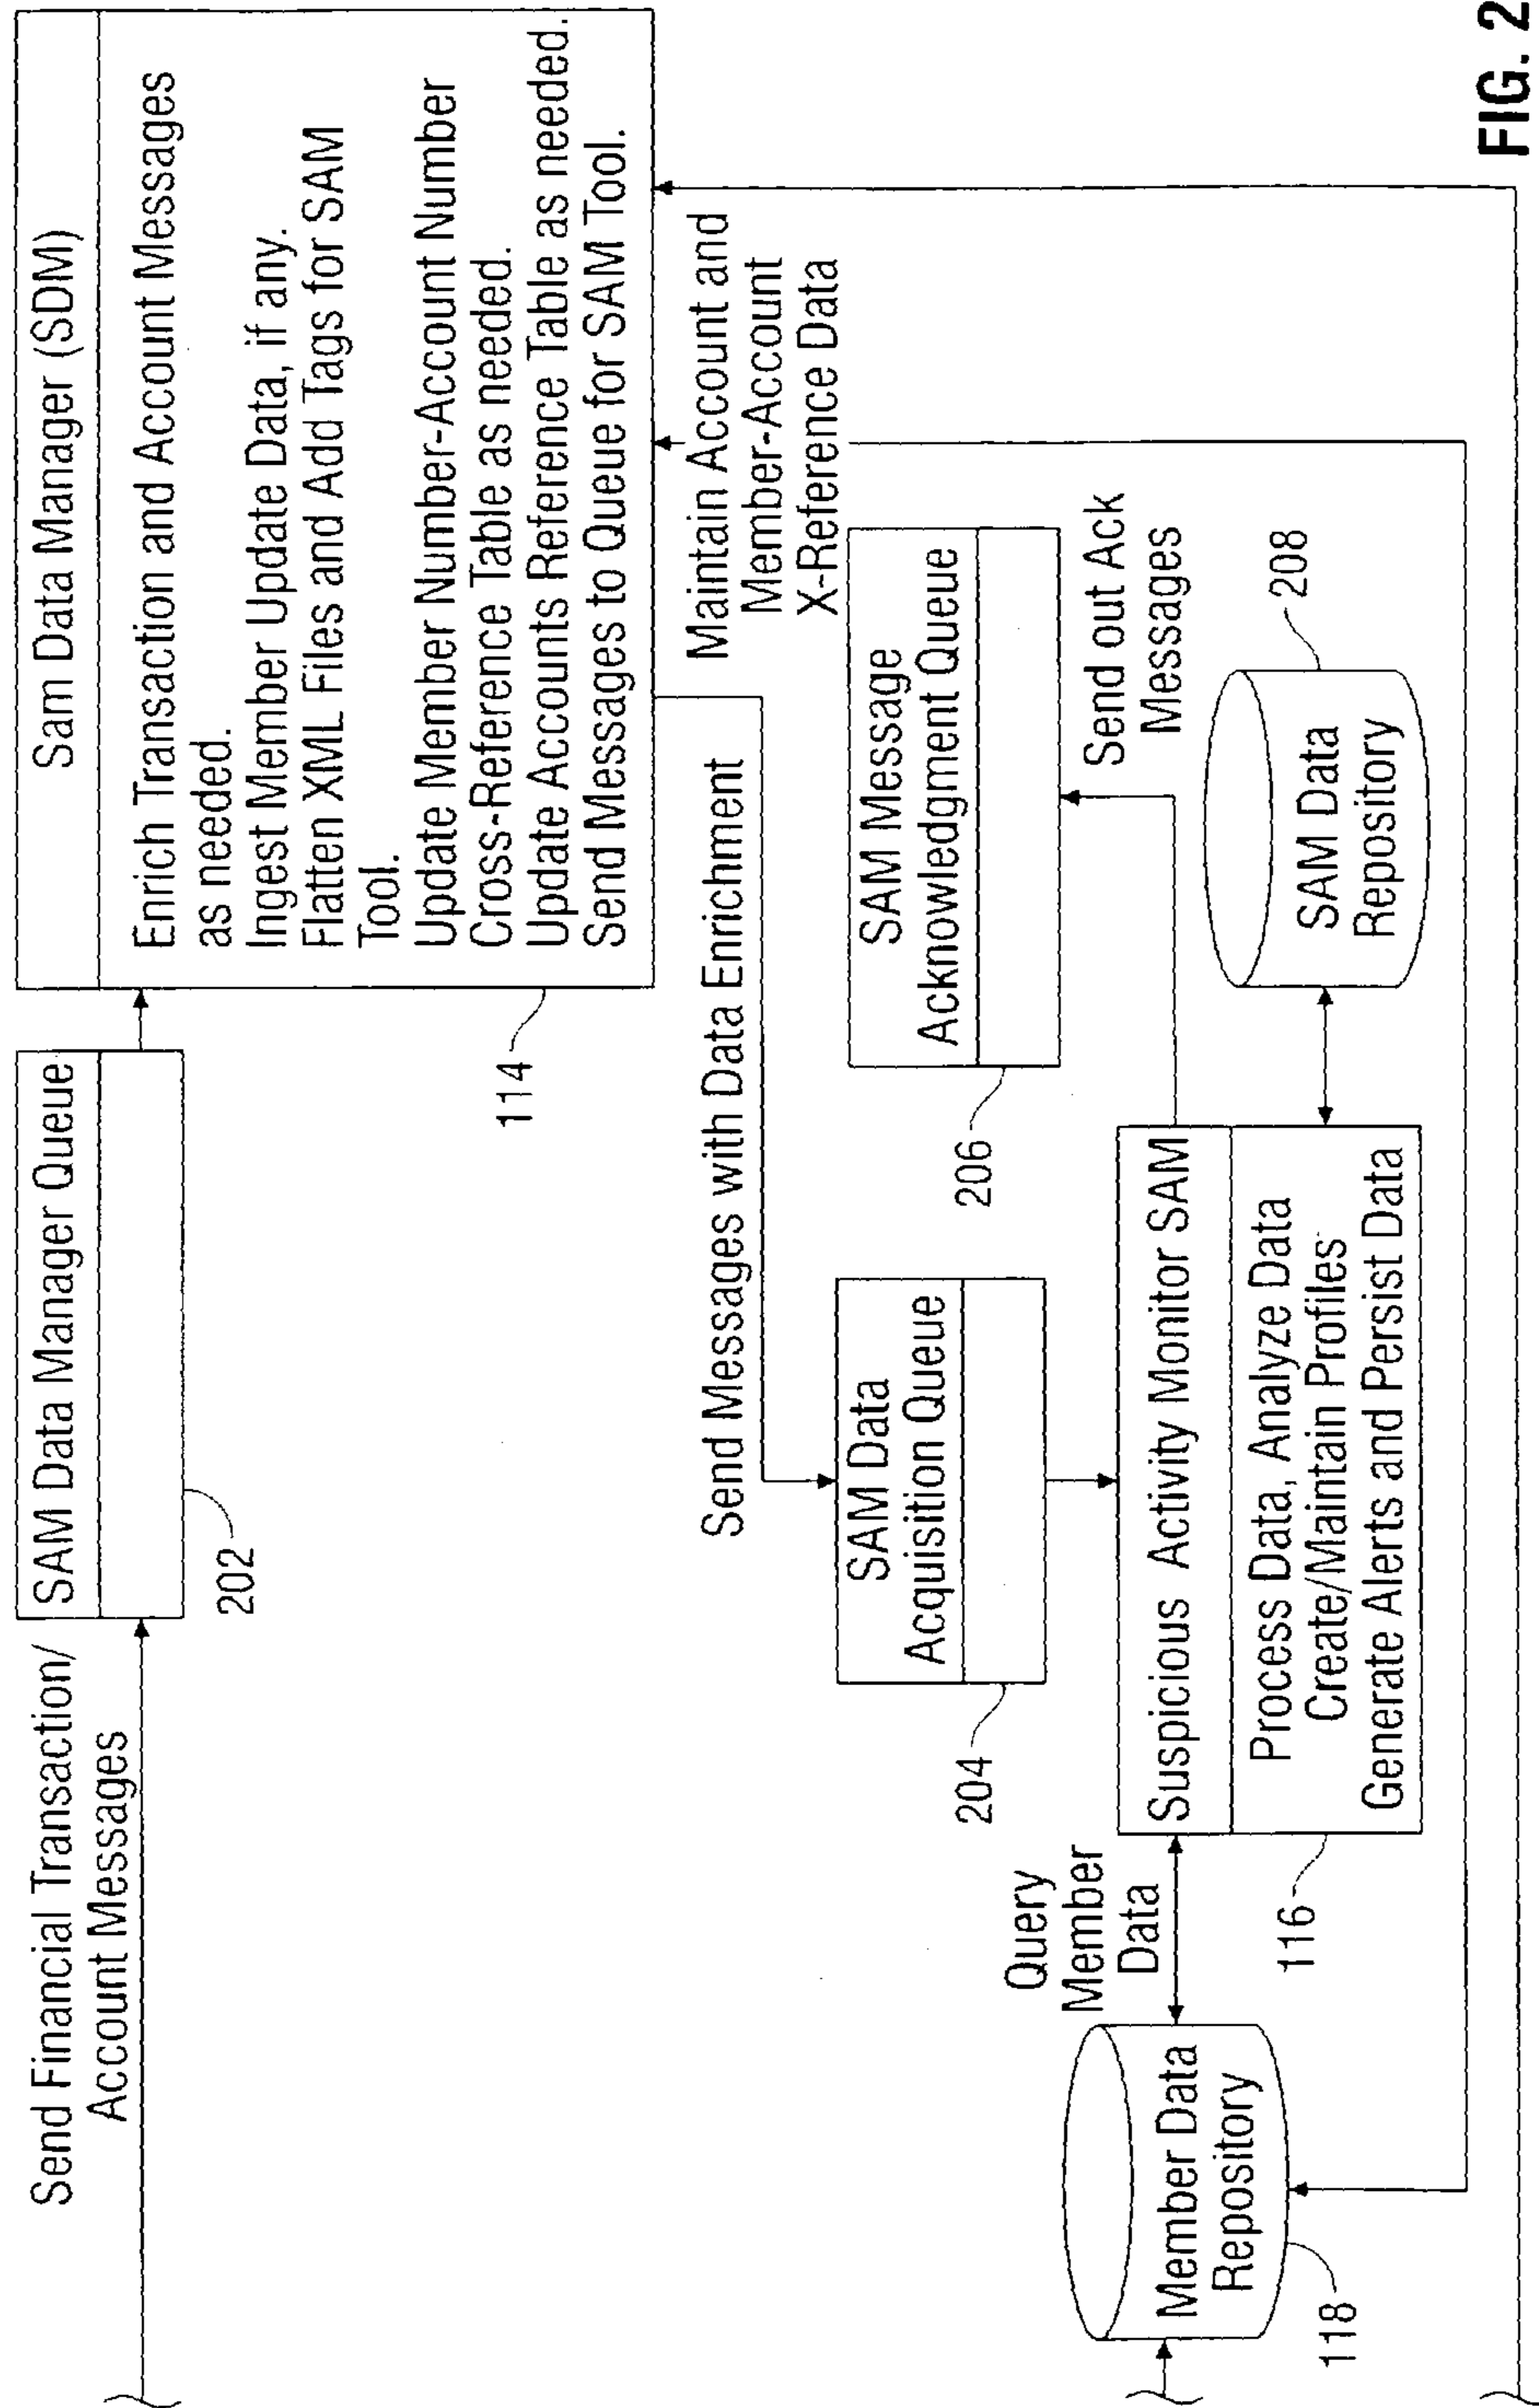 Send Financial Transaction/
Account Messages
SAM Data Manager Queue
202
Sam Data Manager (SDM)
Enrich Transaction and Account Messages
as needed.
Ingest Member Update Data, if any.
Flatten XML Files and Add Tags for SAM
Tool.
Update Member Number-Account Number
Cross-Reference Table as needed.
Update Accounts Reference Table as needed.
Send Messages to Queue for SAM Tool.
114
Send Messages with Data Enrichment
Maintain Account and
Member-Account
X-Reference Data
SAM Data
Acquisition Queue
204
SAM Message
Acknowledgment Queue
206
Send out Ack
Messages
Query
Member
Data
Member Data
Repository
118
Suspicious Activity Monitor SAM
Process Data, Analyze Data
Create/Maintain Profiles
Generate Alerts and Persist Data
116
SAM Data
Repository
208
FIG. 2